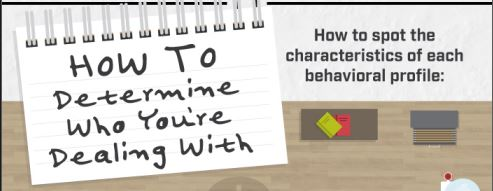 How To
Determine
Who You're
Dealing With
How to spot the
characteristics of each
behavioral profile: